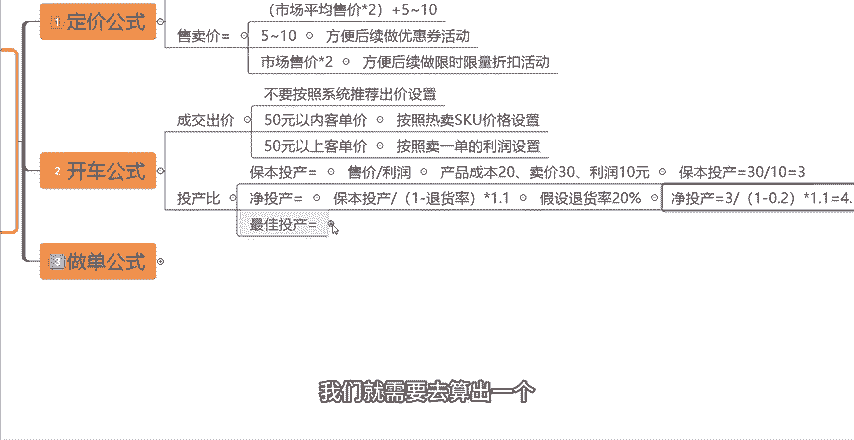 1 定价公式
售卖价=
（市场平均售价*2）+5~10
5~10 方便后续做优惠券活动
市场售价*2 方便后续做限时限量折扣活动
2 开车公式
成交出价
不要按照系统推荐出价设置
50元以内客单价 按照热卖SKU价格设置
50元以上客单价 按照卖一单的利润设置
投产比
保本投产= 售价/利润 产品成本20、卖价30、利润10元 保本投产=30/10=3
净投产= 保本投产/（1-退货率）*1.1 假设退货率20% 净投产=3/（1-0.2）*1.1=4.
最佳投产=
3 做单公式
我们就需要去算出一个